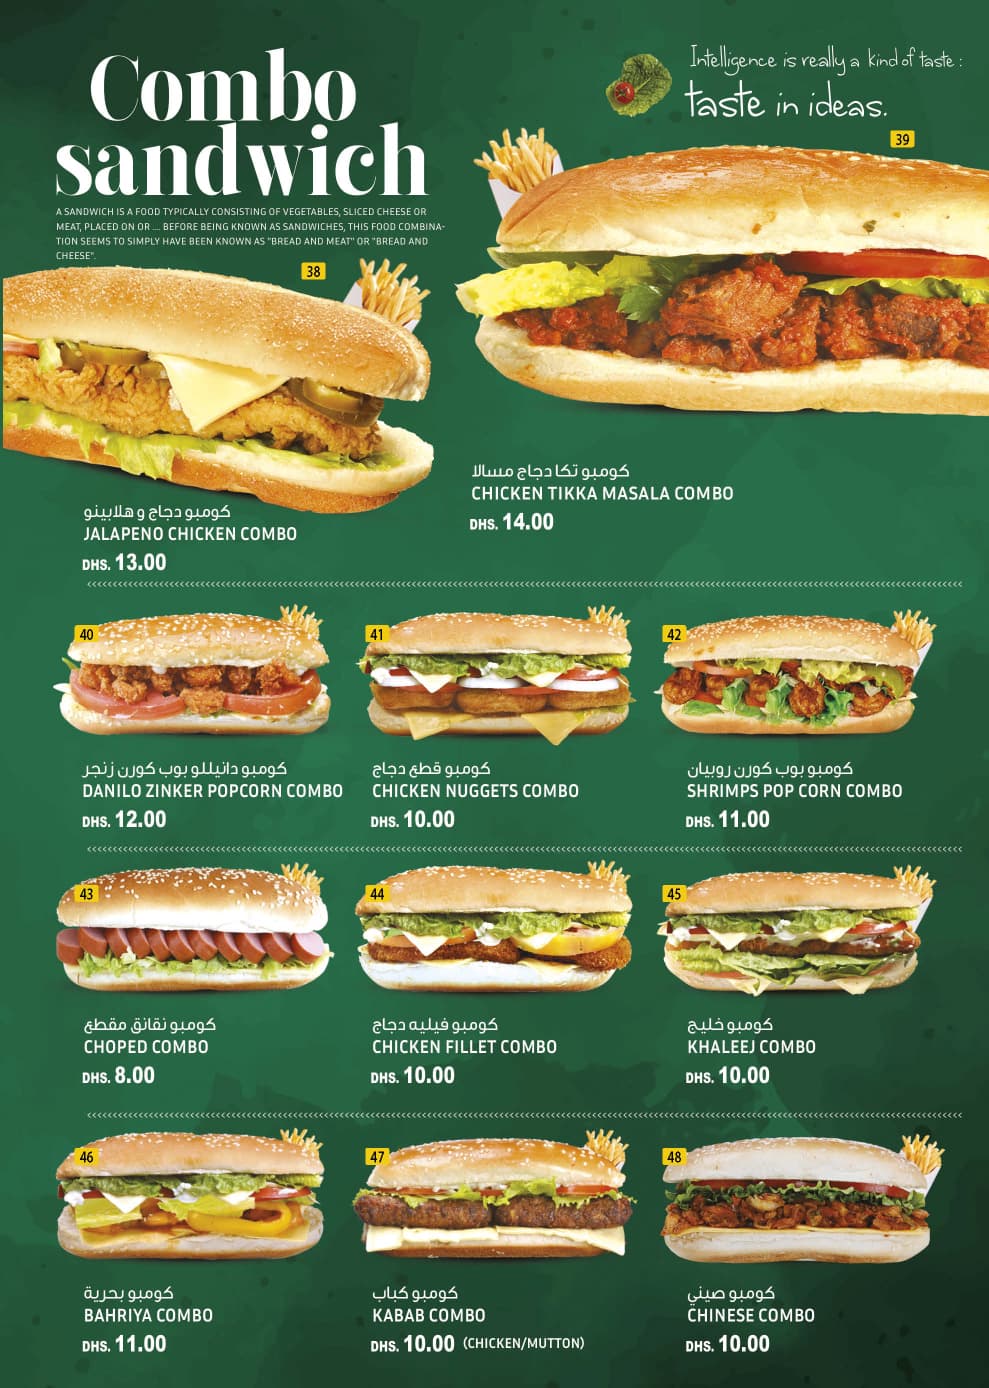 Combo
sandwich
A SANDWICH IS A FOOD TYPICALLY CONSISTING OF VEGETABLES, SLICED CHEESE OR
MEAT, PLACED ON OR ... BEFORE BEING KNOWN AS SANDWICHES, THIS FOOD COMBINA-
TION SEEMS TO SIMPLY HAVE BEEN KNOWN AS "BREAD AND MEAT" OR "BREAD AND
CHEESE".
Intelligence is really a kind of taste :
taste in ideas.
38
كومبو دجاج و هلابينو
JALAPENO CHICKEN COMBO
DHS. 13.00
39
كومبو تكا دجاج مسالا
CHICKEN TIKKA MASALA COMBO
DHS. 14.00
40
كومبو دانيللو بوب كورن زنجر
DANILO ZINKER POPCORN COMBO
DHS. 12.00
41
كومبو قطع دجاج
CHICKEN NUGGETS COMBO
DHS. 10.00
42
كومبو بوب كورن روبيان
SHRIMPS POP CORN COMBO
DHS. 11.00
43
كومبو نقانق مقطع
CHOPED COMBO
DHS. 8.00
44
كومبو فيليه دجاج
CHICKEN FILLET COMBO
DHS. 10.00
45
كومبو خليج
KHALEEJ COMBO
DHS. 10.00
46
كومبو بحرية
BAHRIYA COMBO
DHS. 11.00
47
كومبو كباب
KABAB COMBO
DHS. 10.00 (CHICKEN/MUTTON)
48
كومبو صيني
CHINESE COMBO
DHS. 10.00